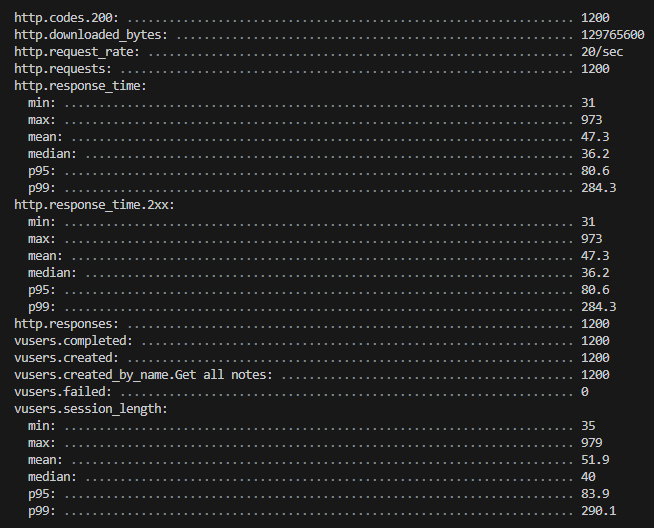 http.codes.200: ................................................................ 1200
http.downloaded_bytes: ......................................................... 129765600
http.request_rate: ............................................................. 20/sec
http.requests: ................................................................. 1200
http.response_time:
  min: ......................................................................... 31
  max: ......................................................................... 973
  mean: ........................................................................ 47.3
  median: ...................................................................... 36.2
  p95: ......................................................................... 80.6
  p99: ......................................................................... 284.3
http.response_time.2xx:
  min: ......................................................................... 31
  max: ......................................................................... 973
  mean: ........................................................................ 47.3
  median: ...................................................................... 36.2
  p95: ......................................................................... 80.6
  p99: ......................................................................... 284.3
http.responses: ................................................................ 1200
vusers.completed: .............................................................. 1200
vusers.created: ................................................................ 1200
vusers.created_by_name.Get all notes: .......................................... 1200
vusers.failed: ................................................................. 0
vusers.session_length:
  min: ......................................................................... 35
  max: ......................................................................... 979
  mean: ........................................................................ 51.9
  median: ...................................................................... 40
  p95: ......................................................................... 83.9
  p99: ......................................................................... 290.1